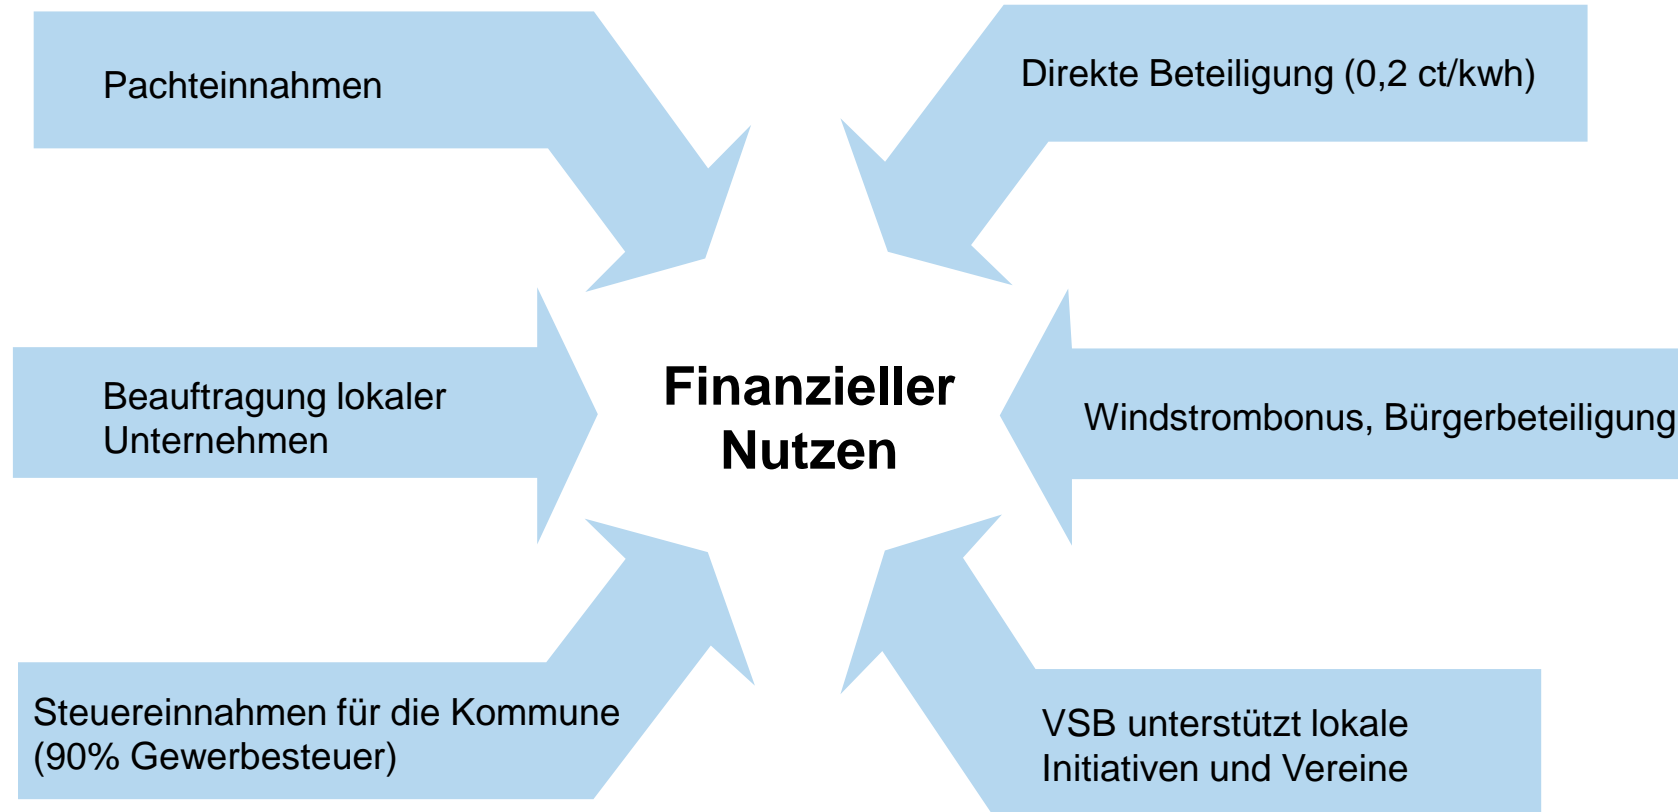 Pachteinnahmen
Direkte Beteiligung (0,2 ct/kwh)
Beauftragung lokaler
Unternehmen
Finanzieller
Nutzen
Windstrombonus, Bürgerbeteiligung
Steuereinnahmen für die Kommune
(90% Gewerbesteuer)
VSB unterstützt lokale
Initiativen und Vereine